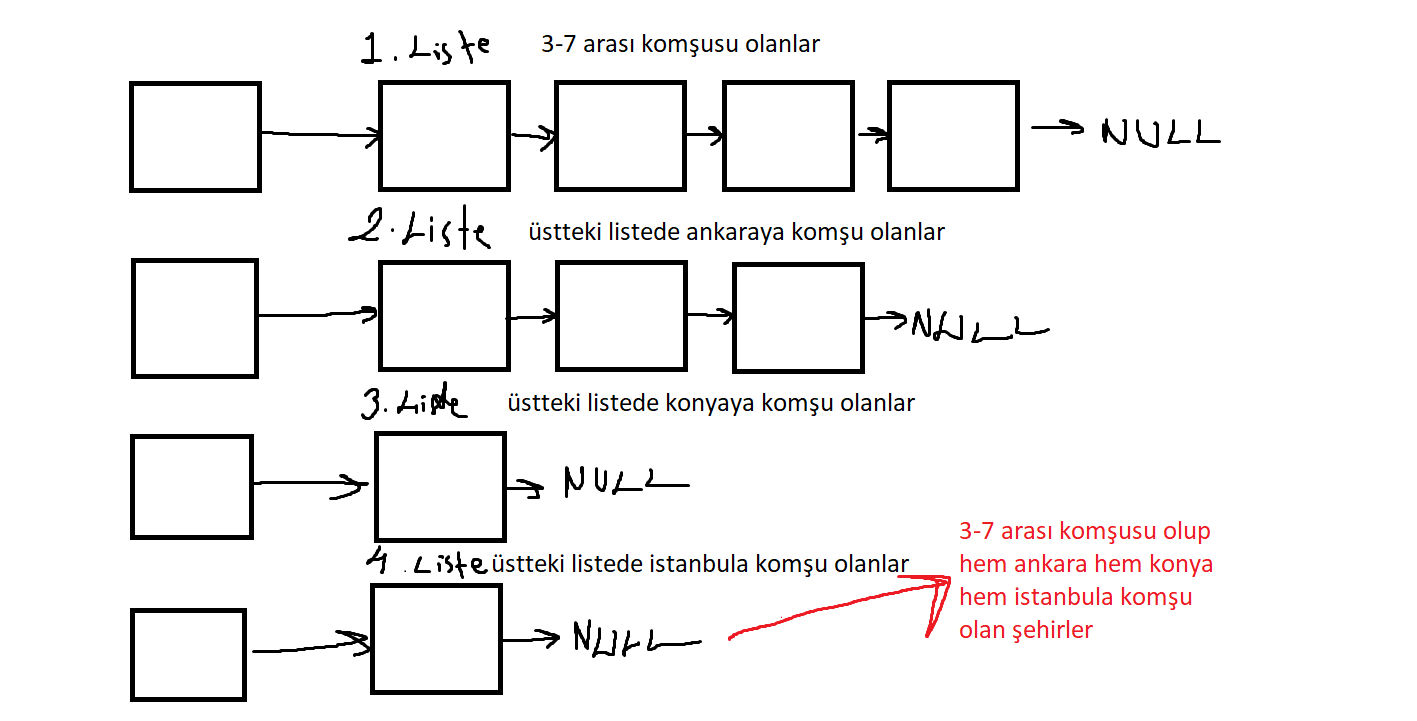 1. Liste 3-7 arası komşusu olanlar
NULL
2. Liste üstteki listede ankaraya komşu olanlar
NULL
3. Liste üstteki listede konyaya komşu olanlar
NULL
4. Liste üstteki listede istanbula komşu olanlar
NULL
3-7 arası komşusu olup
hem ankara hem konya
hem istanbula komşu
olan şehirler